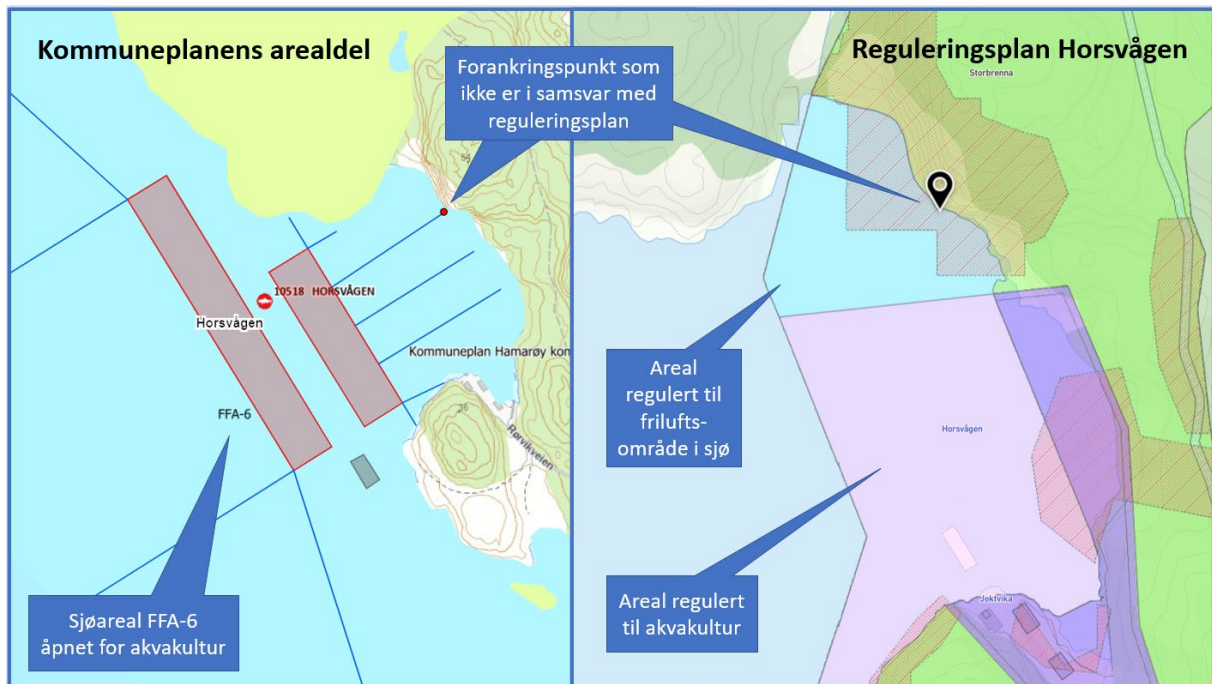 Kommuneplanens arealdel
Forankringspunkt som
ikke er i samsvar med
reguleringsplan
54
10518 HORSVÅGEN
Horsvågen
Kommuneplan Hamarøy kom
FFA-6
26
Rørvikveien
Sjøareal FFA-6
åpnet for akvakultur
Reguleringsplan Horsvågen
Storbrenna
Areal
regulert til
frilufts-
område i sjø
Horsvågen
Areal regulert
til akvakultur
Jektvika